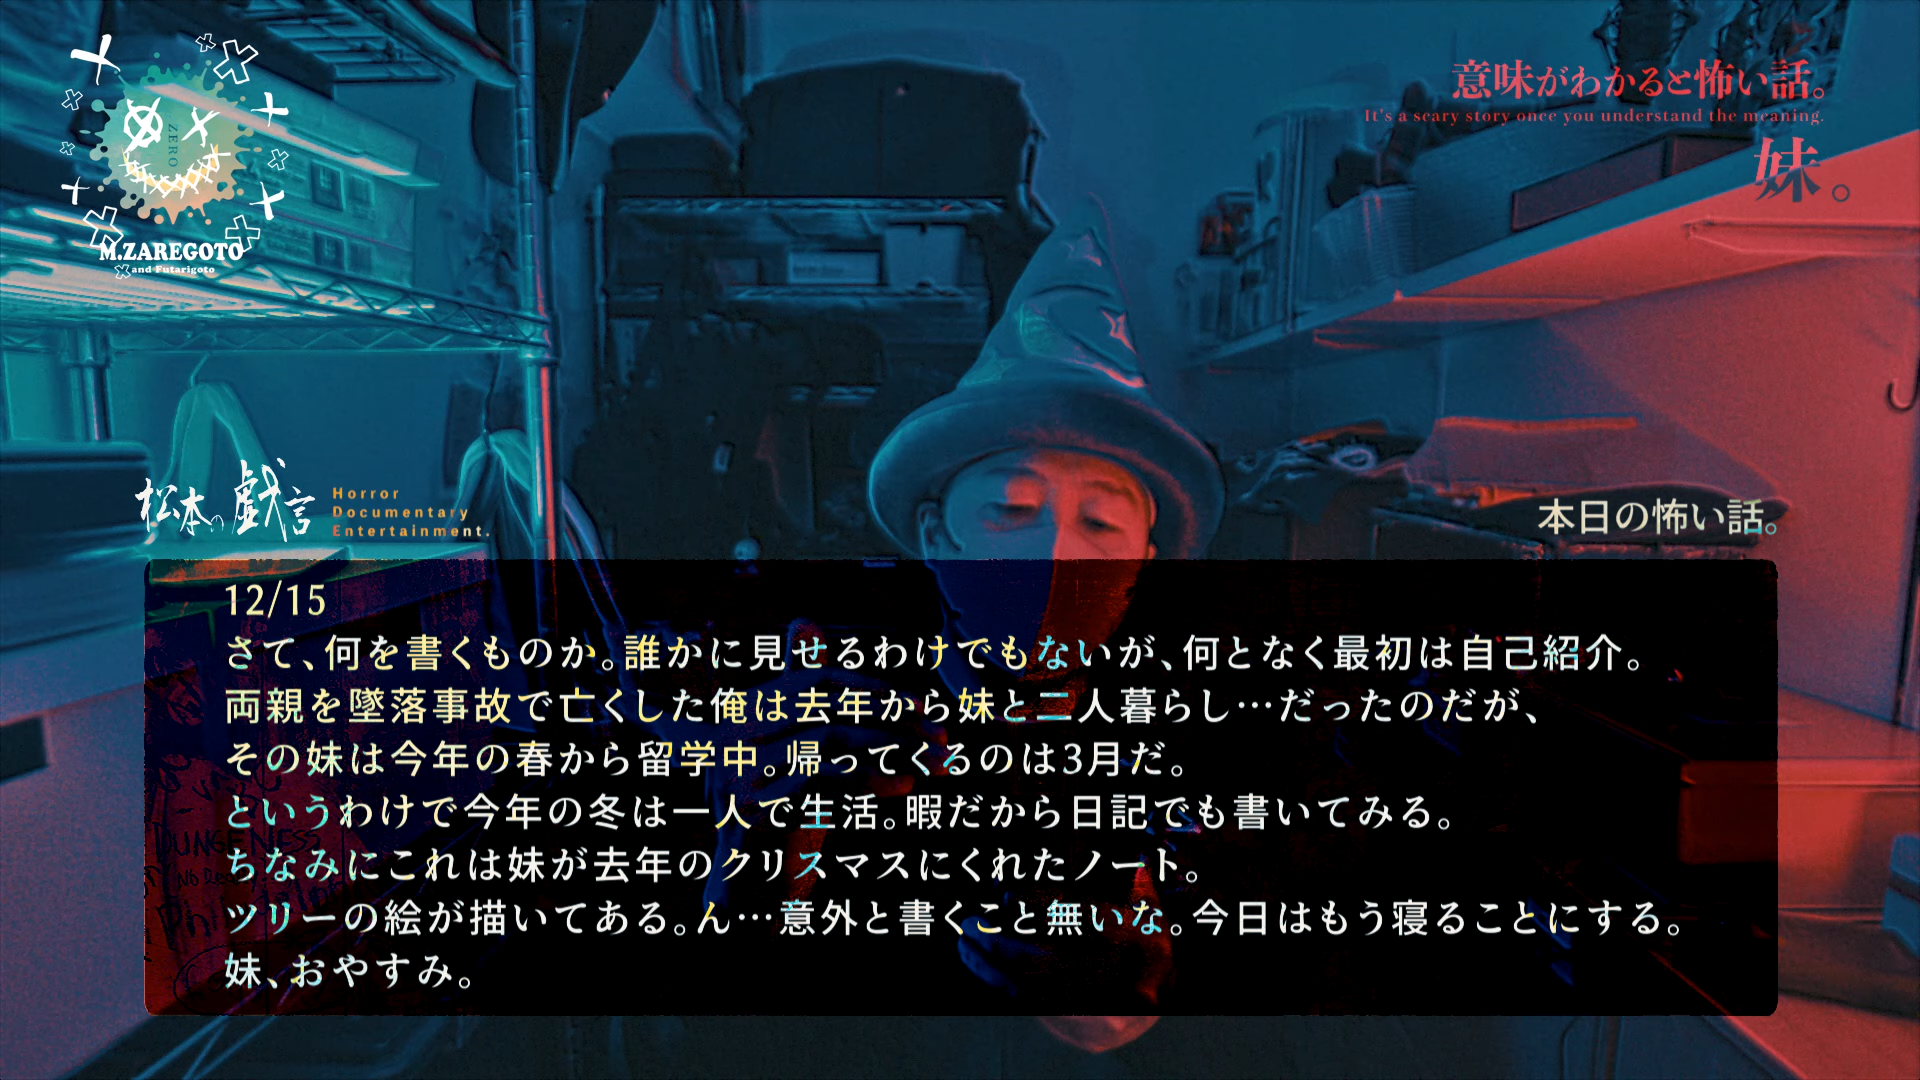 ZERO
M.ZAREGOTO
and Futarigoto
意味がわかると怖い話。
It's a scary story once you understand the meaning.
妹。
松本の戯言
Horror
Documentary
Entertainment.
本日の怖い話。
12/15
さて、何を書くものか。誰かに見せるわけでもないが、何となく最初は自己紹介。
両親を墜落事故で亡くした俺は去年から妹と二人暮らし…だったのだが、
その妹は今年の春から留学中。帰ってくるのは3月だ。
というわけで今年の冬は一人で生活。暇だから日記でも書いてみる。
ちなみにこれは妹が去年のクリスマスにくれたノート。
ツリーの絵が描いてある。ん…意外と書くこと無いな。今日はもう寝ることにする。
妹、おやすみ。